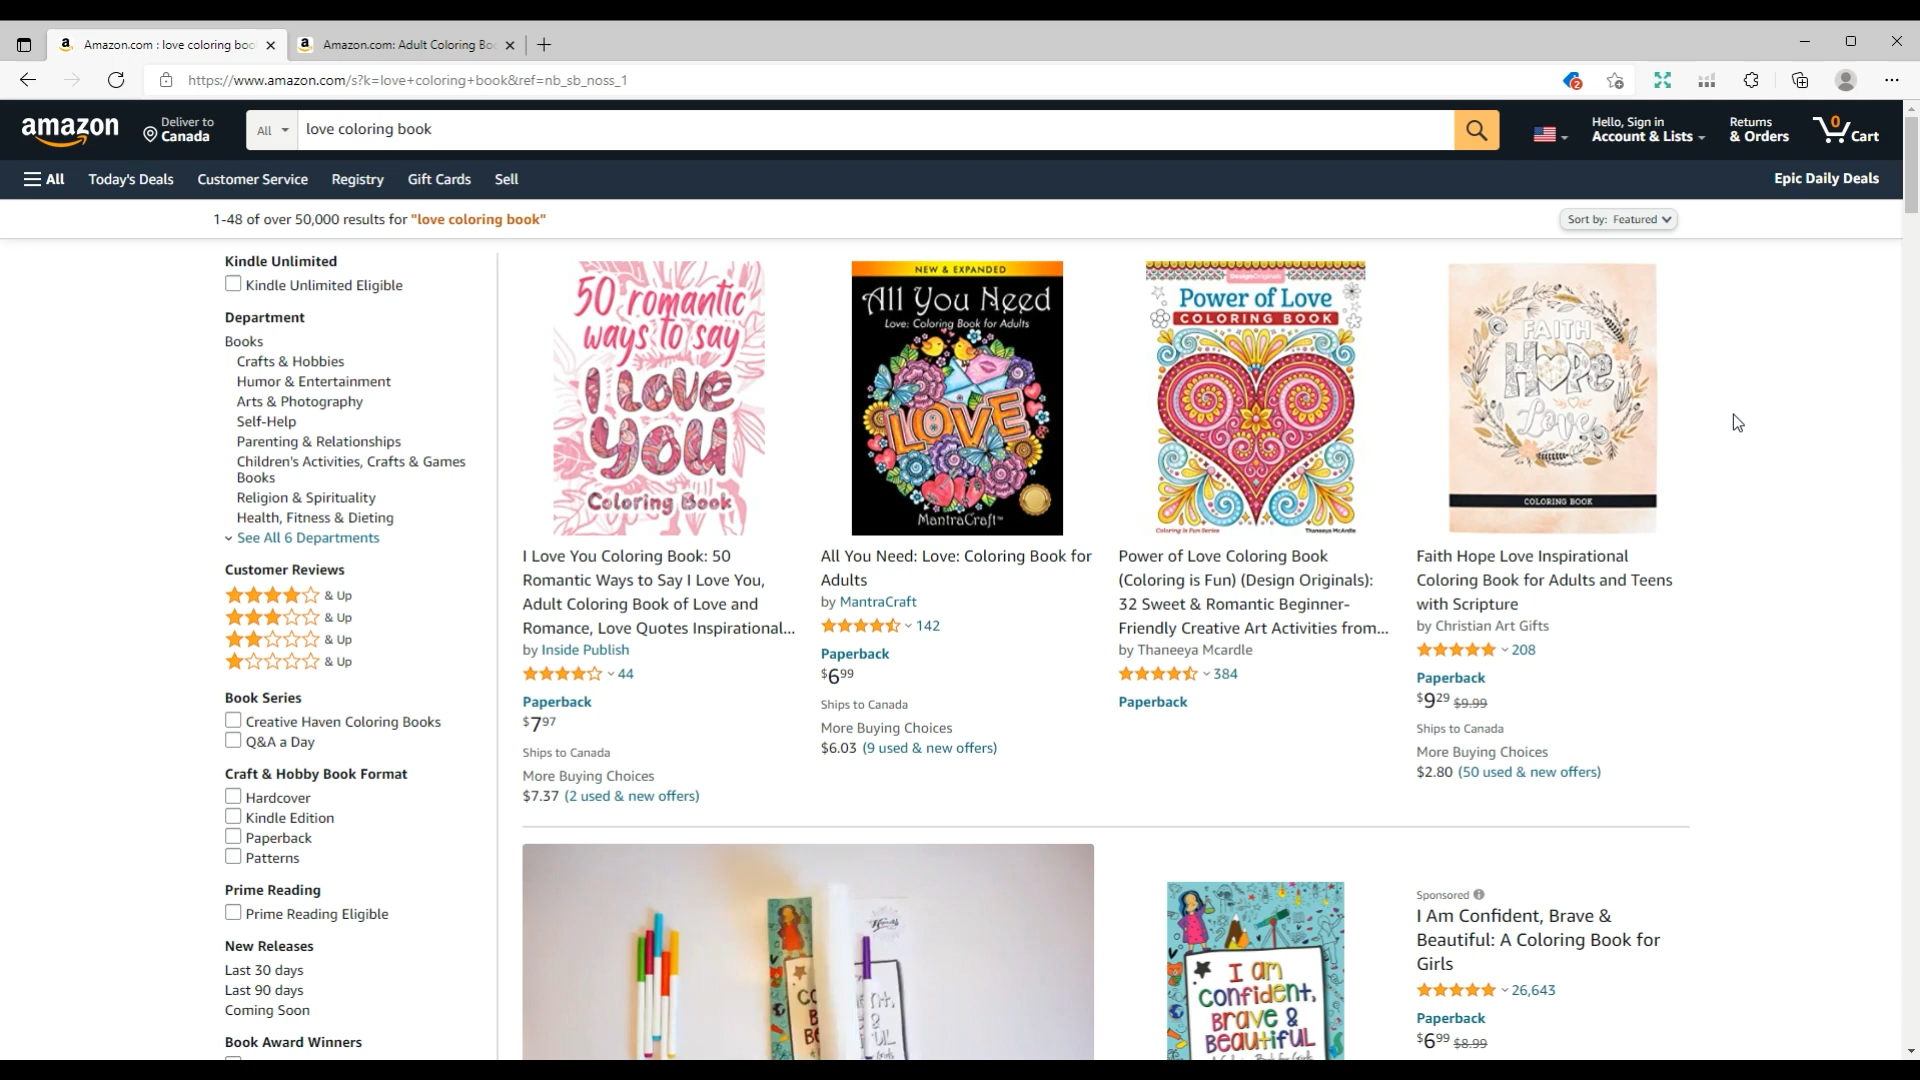 Amazon.com : love coloring boo
Amazon.com: Adult Coloring Bo
https://www.amazon.com/s?k=love+coloring+book&ref=nb_sb_noss_1
2
amazon
Deliver to
Canada
All
love coloring book
Hello, Sign in
Account & Lists
Returns
& Orders
0
Cart
All
Today's Deals
Customer Service
Registry
Gift Cards
Sell
Epic Daily Deals
1-48 of over 50,000 results for "love coloring book"
Sort by: Featured
Kindle Unlimited
Kindle Unlimited Eligible
Department
Books
Crafts & Hobbies
Humor & Entertainment
Arts & Photography
Self-Help
Parenting & Relationships
Children's Activities, Crafts & Games
Books
Religion & Spirituality
Health, Fitness & Dieting
See All 6 Departments
Customer Reviews
& Up
& Up
& Up
& Up
Book Series
Creative Haven Coloring Books
Q&A a Day
Craft & Hobby Book Format
Hardcover
Kindle Edition
Paperback
Patterns
Prime Reading
Prime Reading Eligible
New Releases
Last 30 days
Last 90 days
Coming Soon
Book Award Winners
50 romantic
ways to say
I LOVE
YOU
Coloring Book
I Love You Coloring Book: 50
Romantic Ways to Say I Love You,
Adult Coloring Book of Love and
Romance, Love Quotes Inspirational...
by Inside Publish
44
Paperback
$797
Ships to Canada
More Buying Choices
$7.37 (2 used & new offers)
NEW & EXPANDED
All You Need
Love: Coloring Book for Adults
LOVE
MantraCraft™
All You Need: Love: Coloring Book for
Adults
by MantraCraft
142
Paperback
$699
Ships to Canada
More Buying Choices
$6.03 (9 used & new offers)
DesignOriginals
Power of Love
COLORING BOOK
Coloring is Fun Series
Thaneeya McArdle
Power of Love Coloring Book
(Coloring is Fun) (Design Originals):
32 Sweet & Romantic Beginner-
Friendly Creative Art Activities from...
by Thaneeya Mcardle
384
Paperback
FAITH
HOPE
Love
COLORING BOOK
Faith Hope Love Inspirational
Coloring Book for Adults and Teens
with Scripture
by Christian Art Gifts
208
Paperback
$929 $9.99
Ships to Canada
More Buying Choices
$2.80 (50 used & new offers)
I am
confident,
BRAVE &
Beautiful
Sponsored
I Am Confident, Brave &
Beautiful: A Coloring Book for
Girls
26,643
Paperback
$699 $8.99